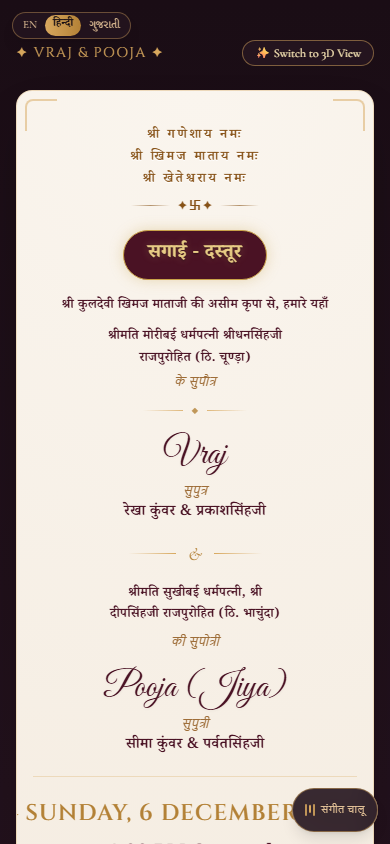 EN हिन्दी ગુજરાતી
✦ VRAJ & POOJA ✦
✨ Switch to 3D View
श्री गणेशाय नमः
श्री खिमज माताय नमः
श्री खेतेश्वराय नमः
✦卐✦
सगाई - दस्तूर
श्री कुलदेवी खिमज माताजी की असीम कृपा से, हमारे यहाँ
श्रीमति मोरीबई धर्मपत्नी श्रीधनसिंहजी
राजपुरोहित (ठि. चूण्ड़ा)
के सुपौत्र
Vraj
सुपुत्र
रेखा कुंवर & प्रकाशसिंहजी
&
श्रीमति सुखीबई धर्मपत्नी, श्री
दीपसिंहजी राजपुरोहित (ठि. भाचुंदा)
की सुपोत्री
Pooja (Jiya)
सुपुत्री
सीमा कुंवर & पर्वतसिंहजी
SUNDAY, 6 DECEMBER
संगीत चालू